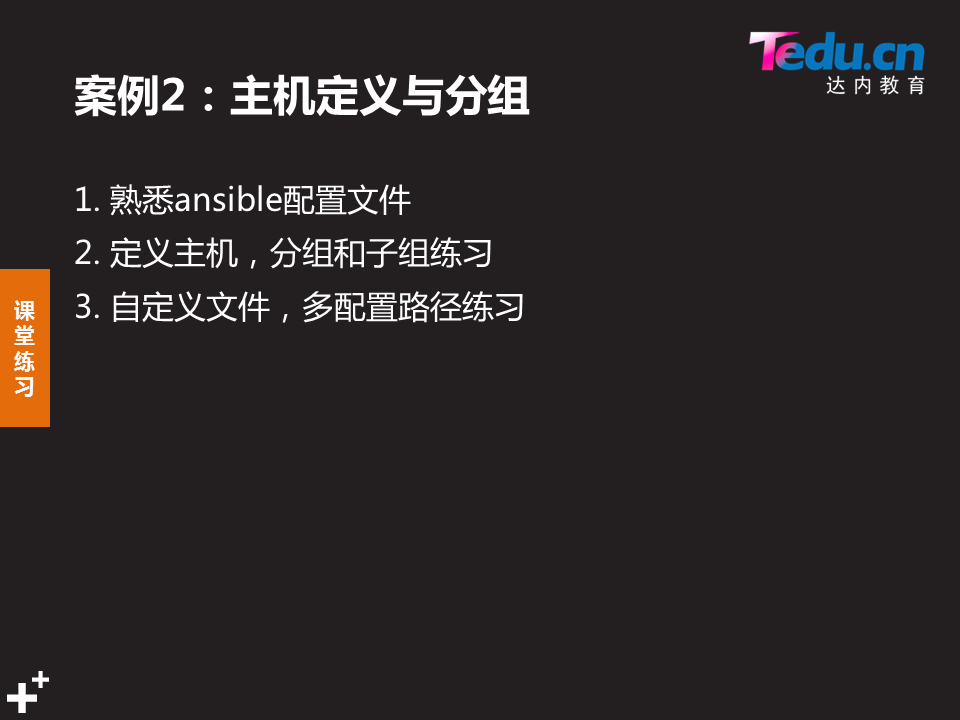 Tedu.cn
达内教育
案例2：主机定义与分组
1. 熟悉ansible配置文件
2. 定义主机，分组和子组练习
3. 自定义文件，多配置路径练习
课堂练习